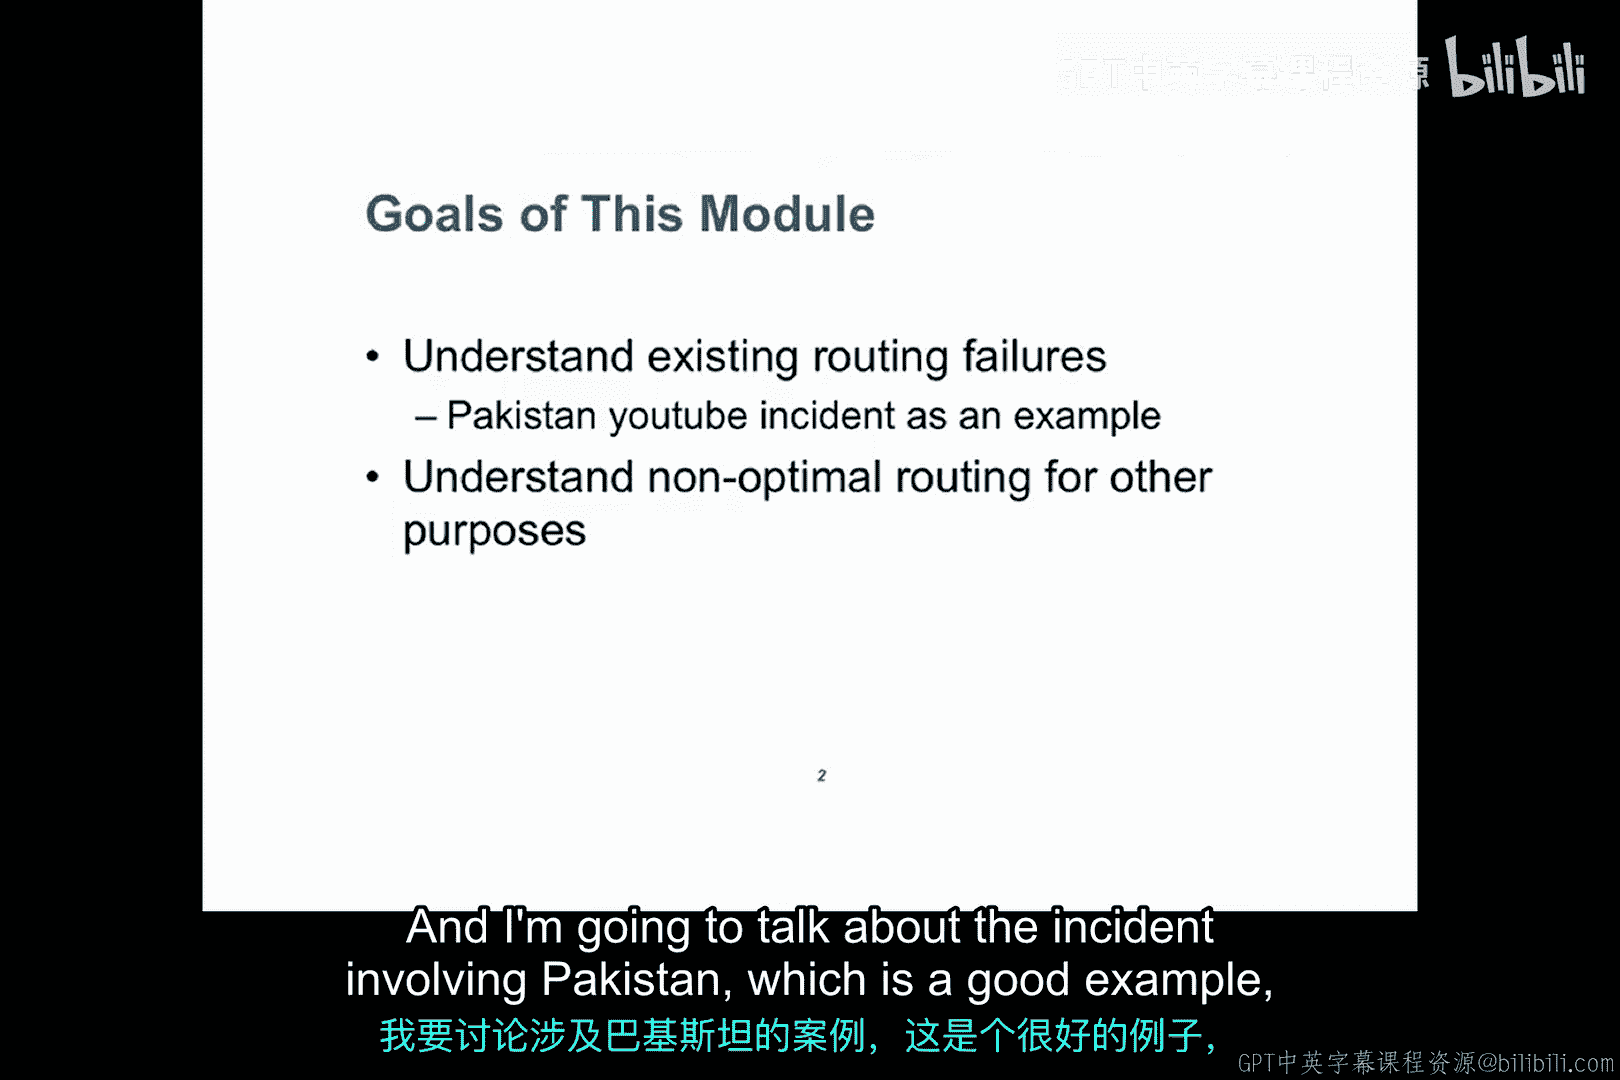 源 bilibili
Goals of This Module
• Understand existing routing failures
– Pakistan youtube incident as an example
• Understand non-optimal routing for other
purposes
2
And I'm going to talk about the incident
involving Pakistan, which is a good example,
我要讨论涉及巴基斯坦的案例，这是个很好的例子，
GPT中英字幕课程资源@bilibili.com